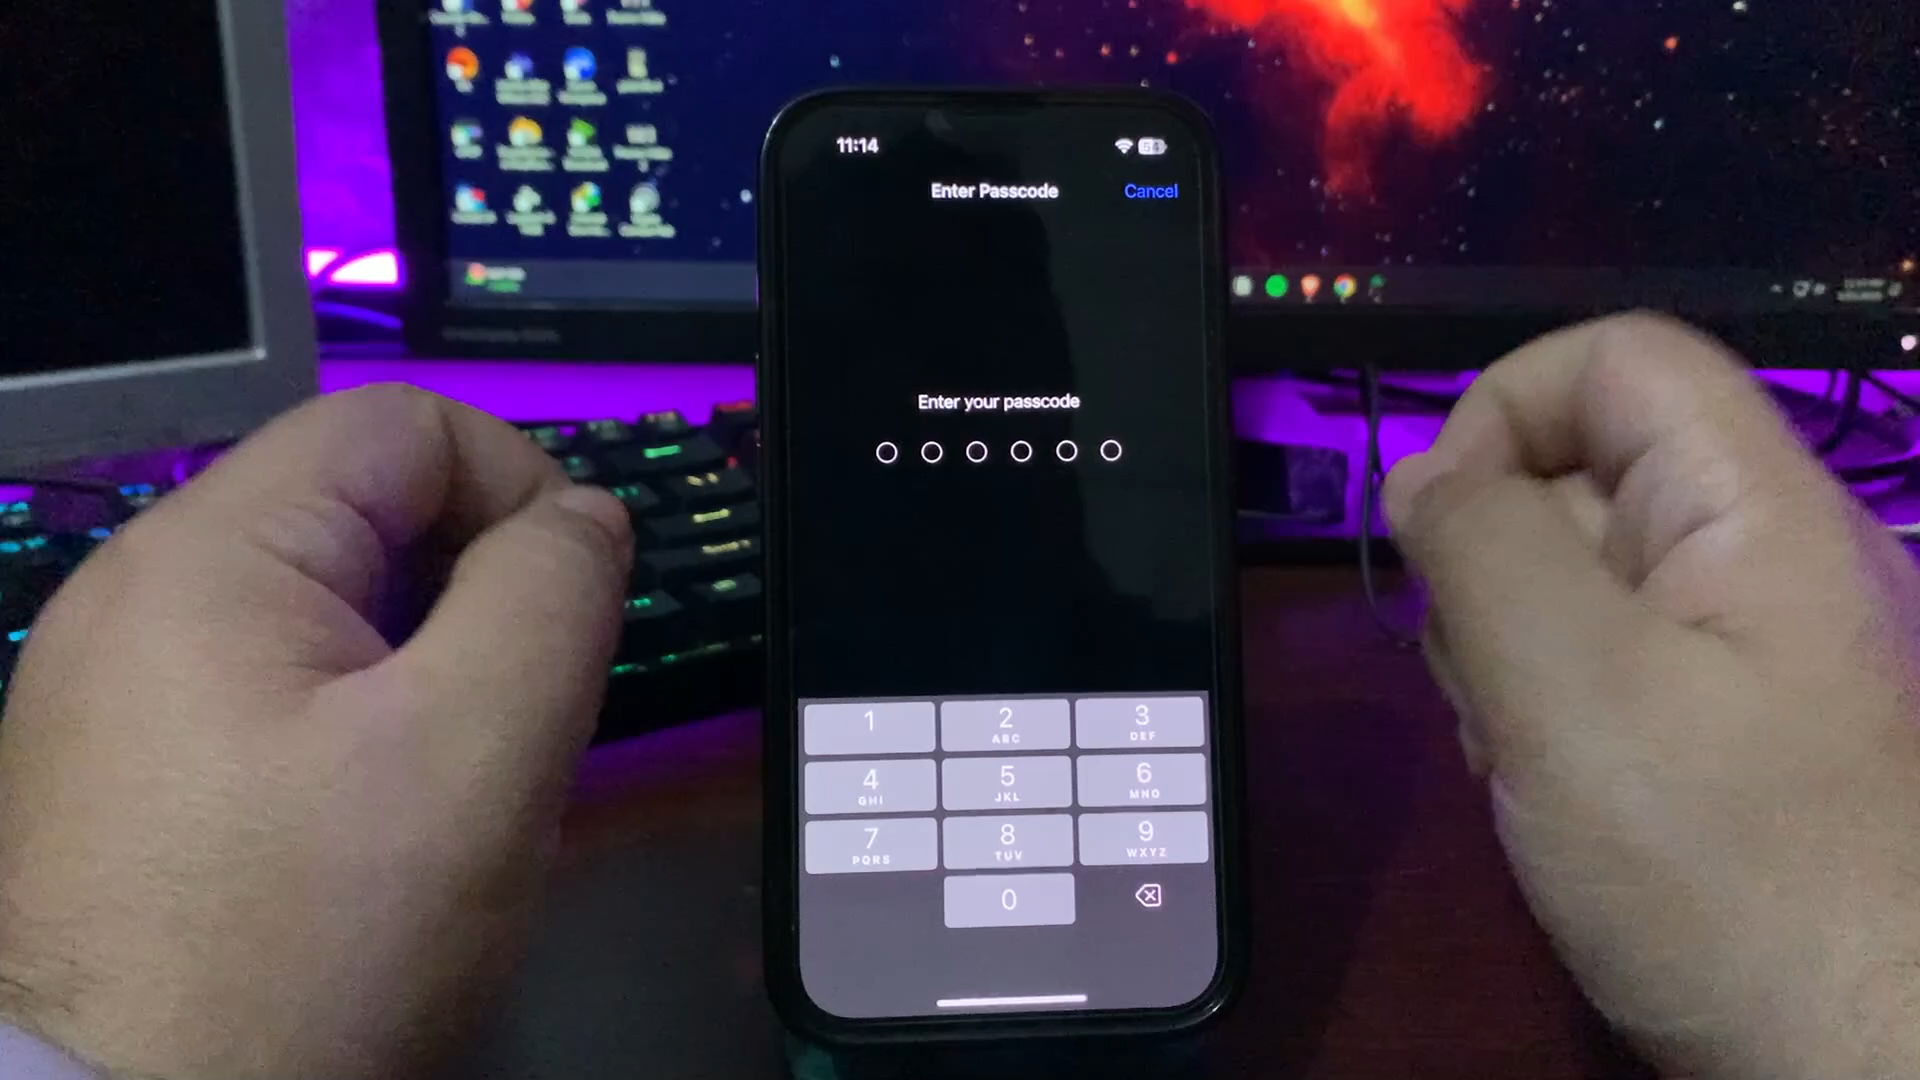 11:14
54
Enter Passcode
Cancel
Enter your passcode
1
2
ABC
3
DEF
4
GHI
5
JKL
6
MNO
7
PQRS
8
TUV
9
WXYZ
0